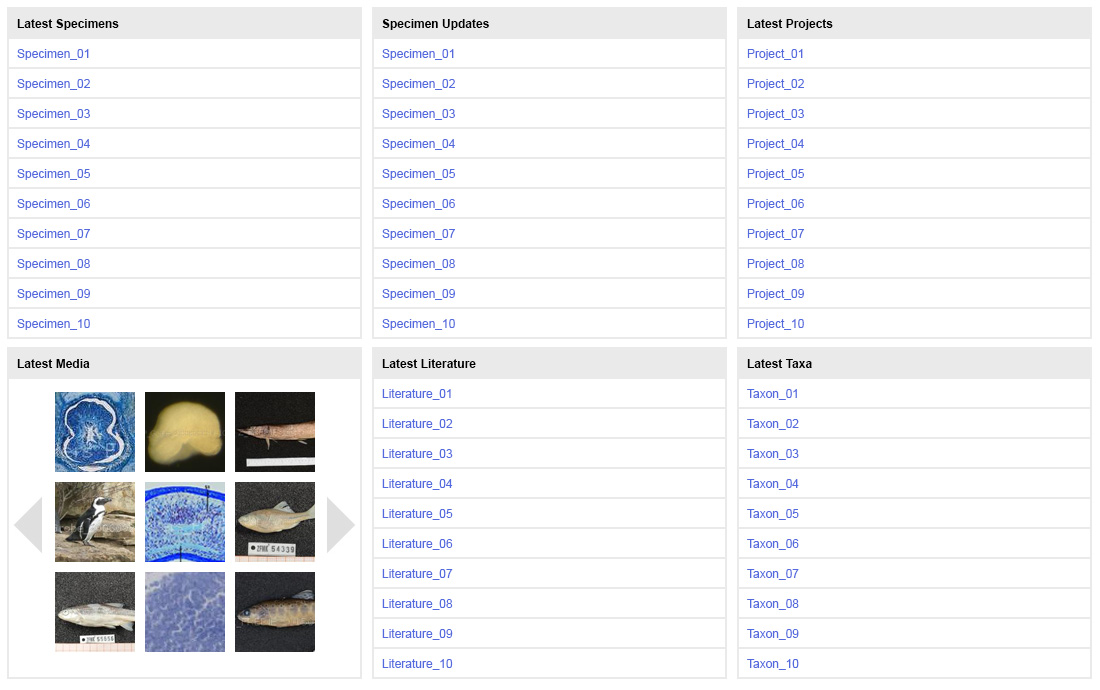 Latest Specimens
Specimen_01
Specimen_02
Specimen_03
Specimen_04
Specimen_05
Specimen_06
Specimen_07
Specimen_08
Specimen_09
Specimen_10
Specimen Updates
Specimen_01
Specimen_02
Specimen_03
Specimen_04
Specimen_05
Specimen_06
Specimen_07
Specimen_08
Specimen_09
Specimen_10
Latest Projects
Project_01
Project_02
Project_03
Project_04
Project_05
Project_06
Project_07
Project_08
Project_09
Project_10
Latest Media
ZFMK 54339
Latest Literature
Literature_01
Literature_02
Literature_03
Literature_04
Literature_05
Literature_06
Literature_07
Literature_08
Literature_09
Literature_10
Latest Taxa
Taxon_01
Taxon_02
Taxon_03
Taxon_04
Taxon_05
Taxon_06
Taxon_07
Taxon_08
Taxon_09
Taxon_10